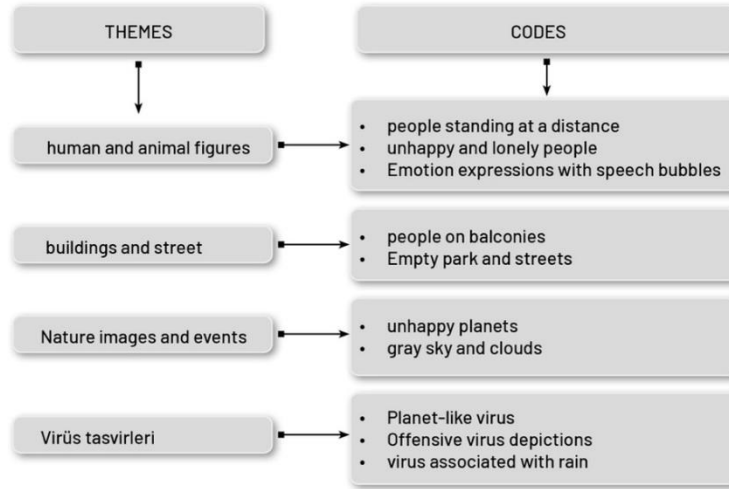 THEMES
CODES
human and animal figures
• people standing at a distance
• unhappy and lonely people
• Emotion expressions with speech bubbles
buildings and street
• people on balconies
• Empty park and streets
Nature images and events
• unhappy planets
• gray sky and clouds
Virüs tasvirleri
• Planet-like virus
• Offensive virus depictions
• virus associated with rain